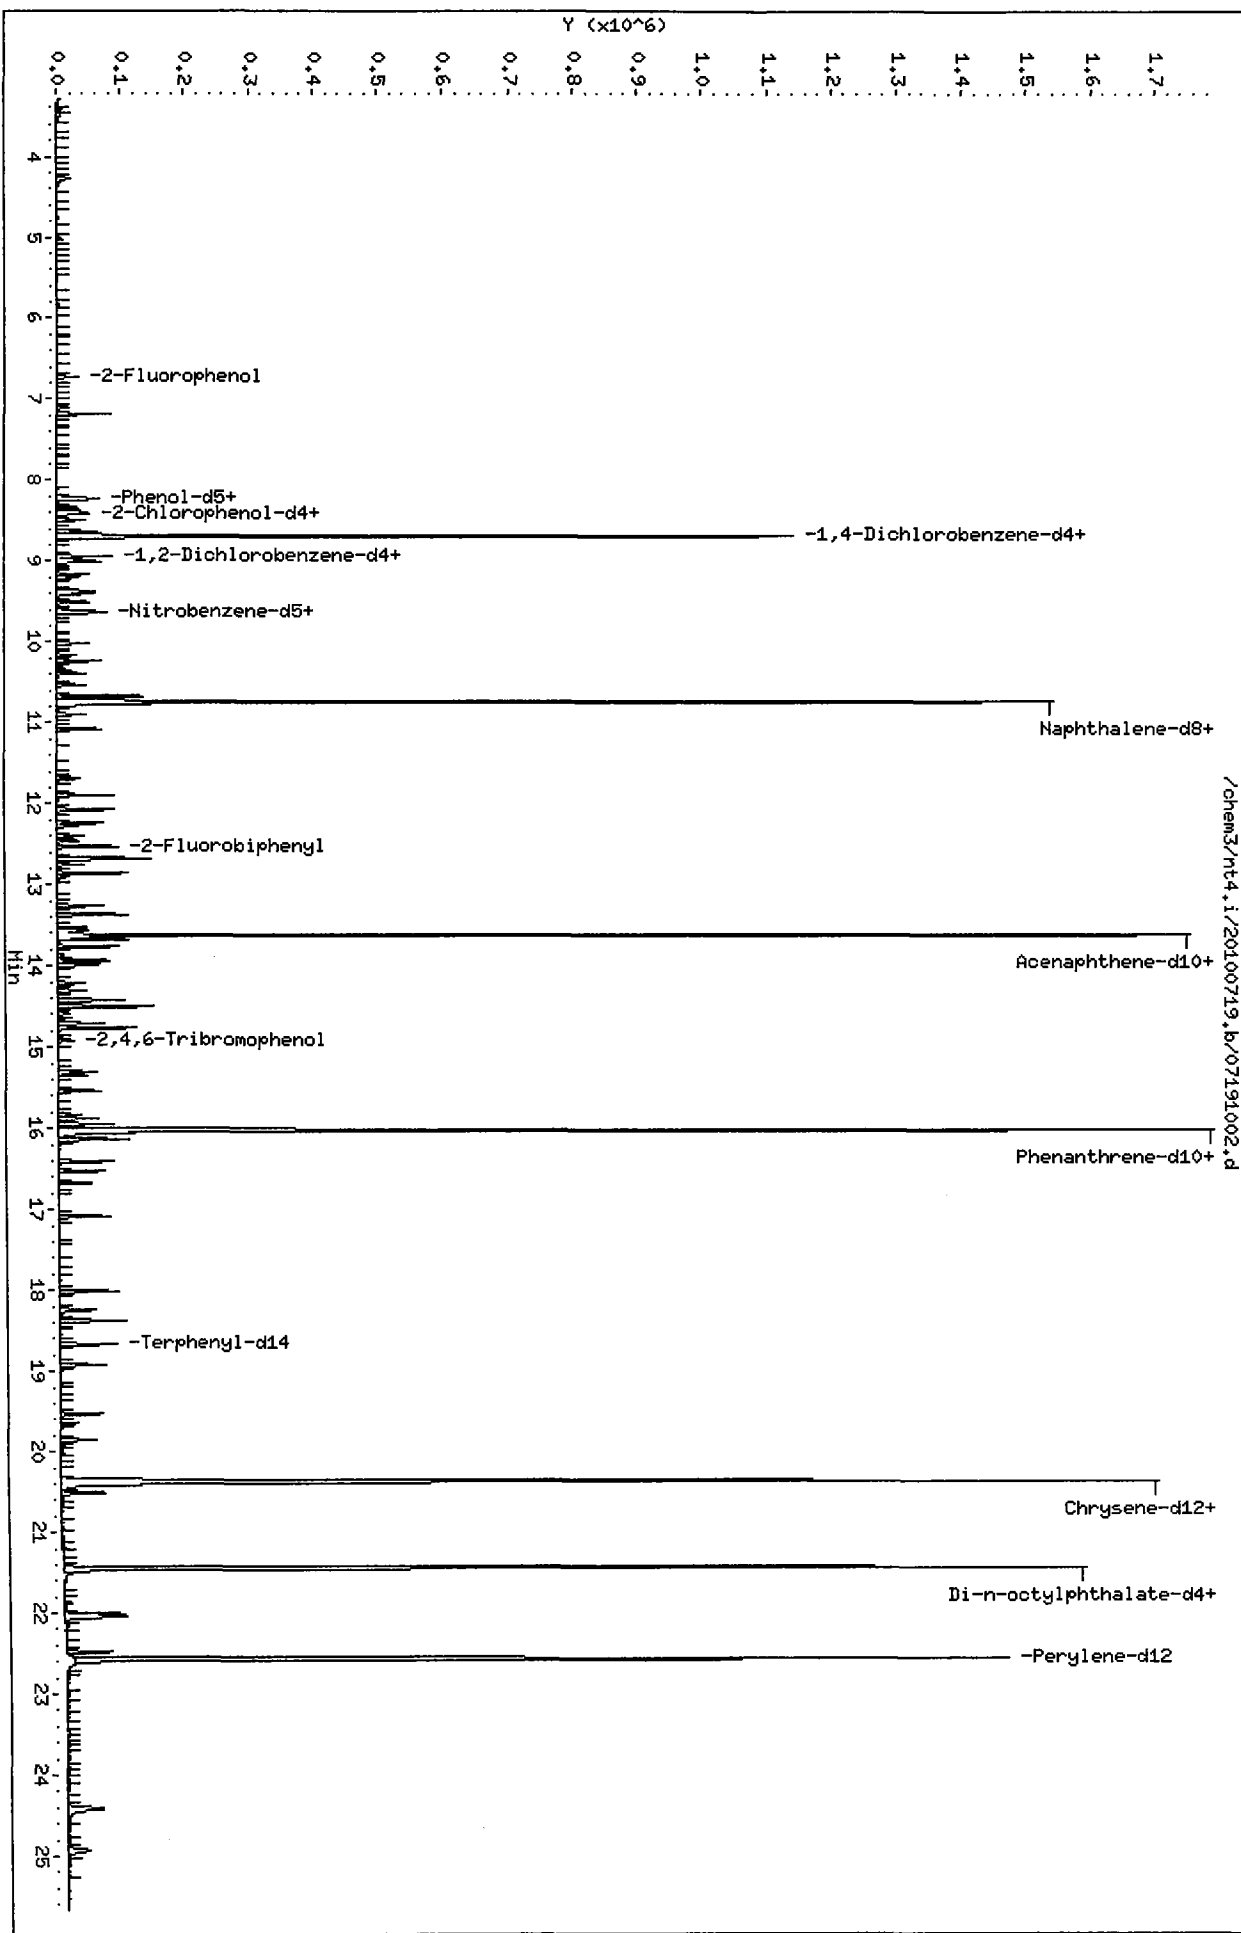 /chem3/nt4.i/20100719.b/07191002.d
Y (x10^6)
0.0
0.1
0.2
0.3
0.4
0.5
0.6
0.7
0.8
0.9
1.0
1.1
1.2
1.3
1.4
1.5
1.6
1.7
-2-Fluorophenol
-Phenol-d5+
-2-Chlorophenol-d4+
-1,4-Dichlorobenzene-d4+
-1,2-Dichlorobenzene-d4+
-Nitrobenzene-d5+
Naphthalene-d8+
-2-Fluorobiphenyl
Acenaphthene-d10+
-2,4,6-Tribromophenol
Phenanthrene-d10+
-Terphenyl-d14
Chrysene-d12+
Di-n-octylphthalate-d4+
-Perylene-d12
4
5
6
7
8
9
10
11
12
13
14
15
16
17
18
19
20
21
22
23
24
25
Min